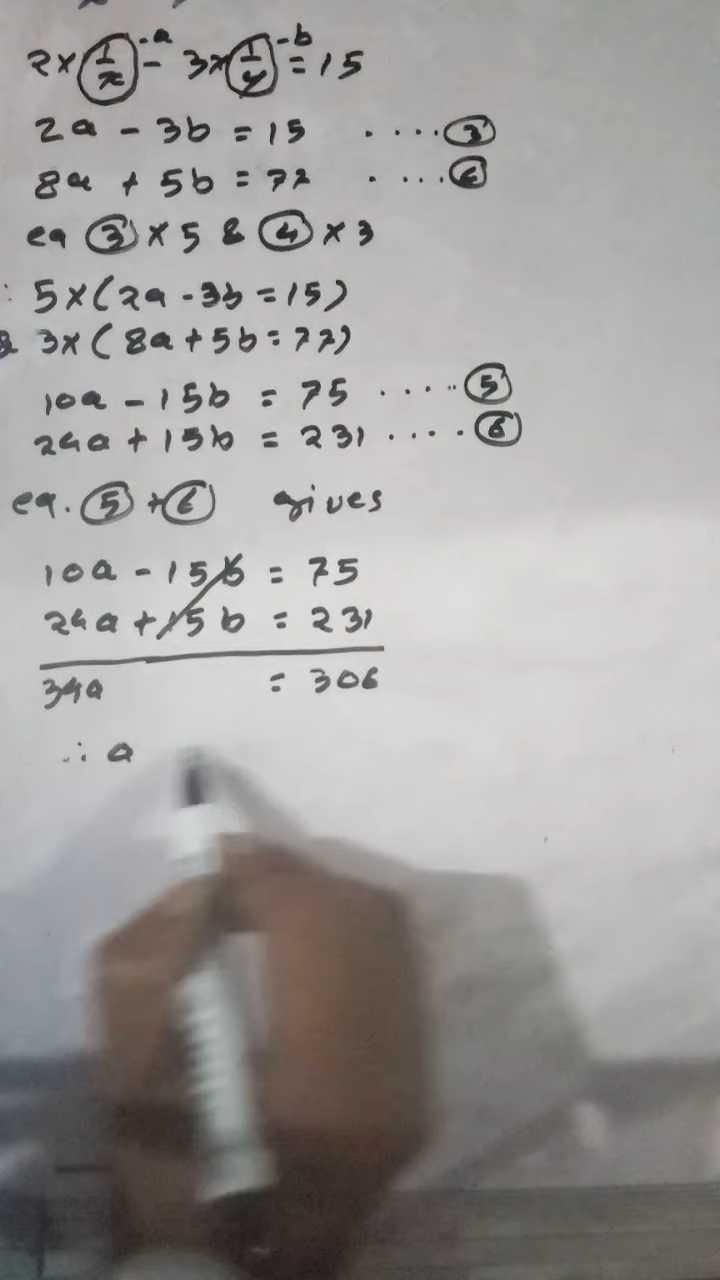 2 x (1/x) -a - 3 x (1/y) -b = 15
2a - 3b = 15 ..... (3)
8a + 5b = 77 ..... (4)
eq (3) x 5 & (4) x 3
: 5 x (2a - 3b = 15)
& 3x (8a + 5b = 77)
10a - 15b = 75 ..... (5)
24a + 15b = 231 ..... (6)
eq. (5) + (6) gives
10a - 15b = 75
24a + 15b = 231
34a = 306
∴ a